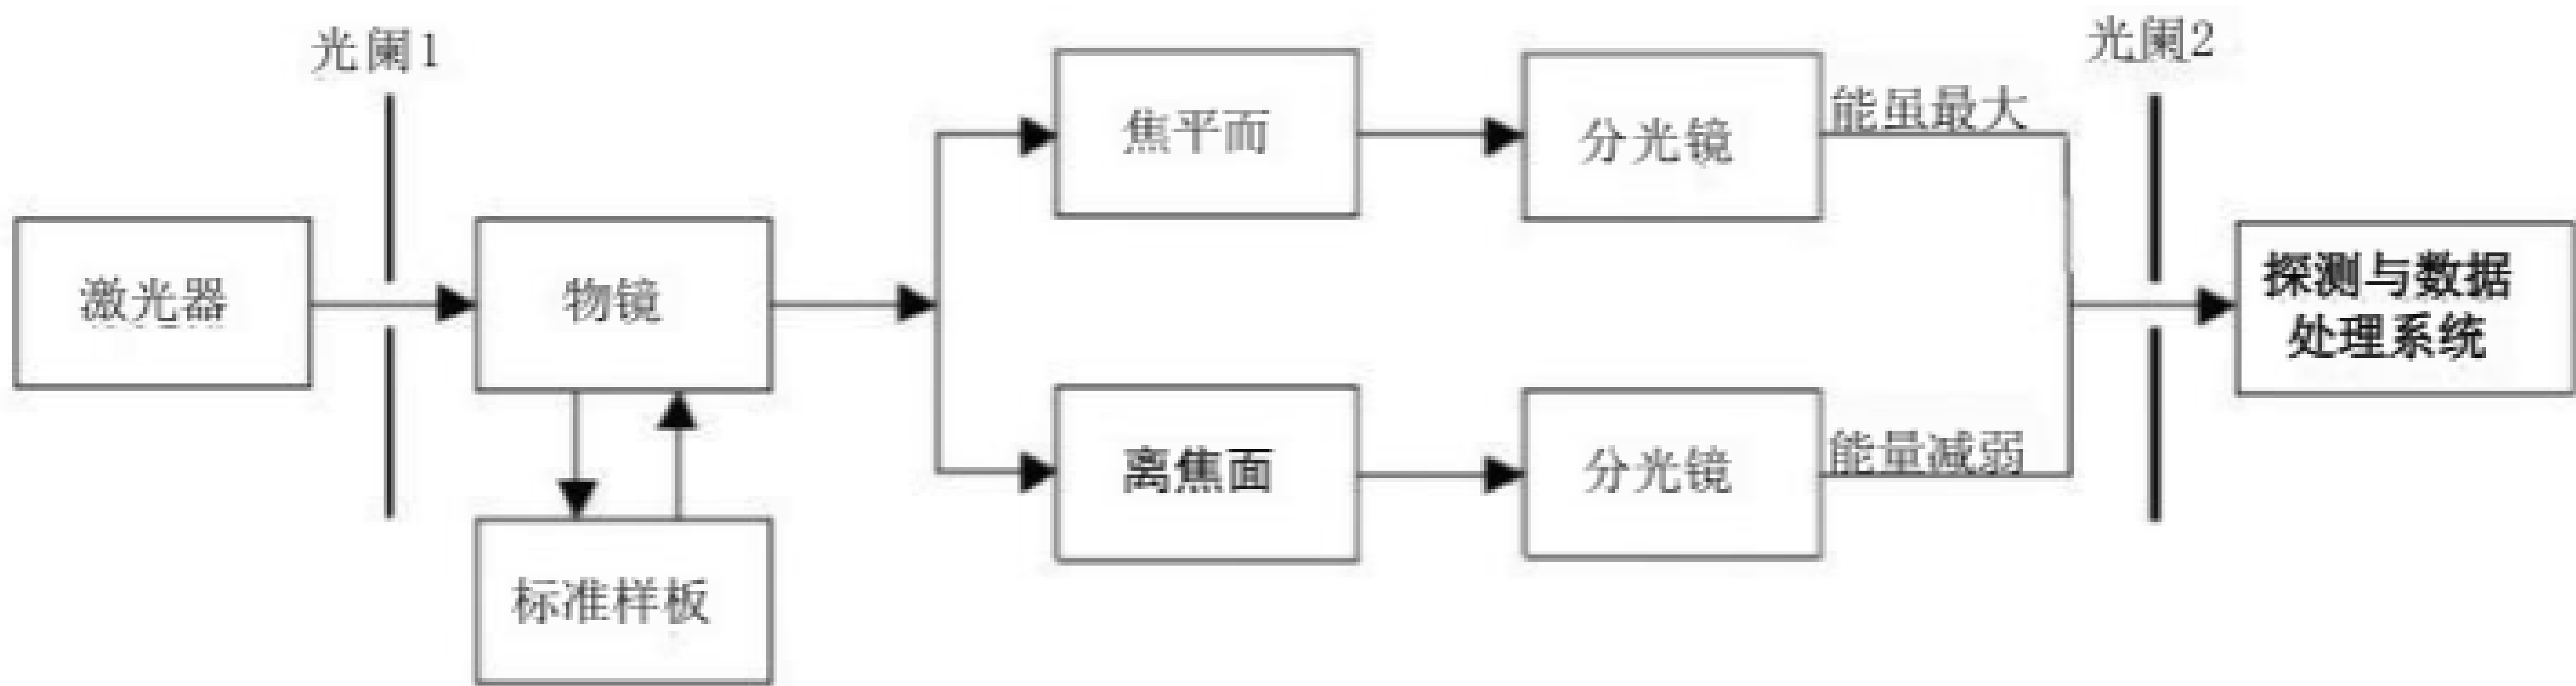 光阑1
光阑2
激光器
物镜
标准样板
焦平而
分光镜
能虽最大
离焦面
分光镜
能量减弱
探测与数据
处理系统